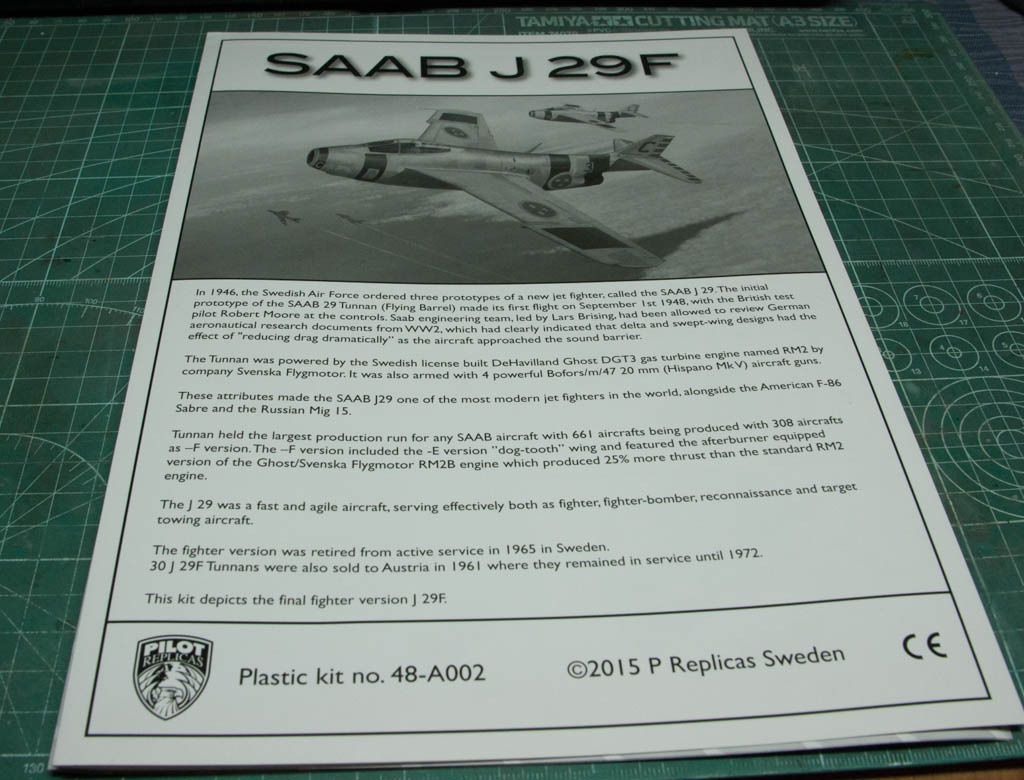 TAMIYA CUTTING MAT (A3 SIZE)
SAAB J 29F
In 1946, the Swedish Air Force ordered three prototypes of a new jet fighter, called the SAAB J 29. The initial
prototype of the SAAB 29 Tunnan (Flying Barrel) made its first flight on September 1st 1948, with the British test
pilot Robert Moore at the controls. Saab engineering team, led by Lars Brising, had been allowed to review German
aeronautical research documents from WW2, which had clearly indicated that delta and swept-wing designs had the
effect of "reducing drag dramatically" as the aircraft approached the sound barrier.
The Tunnan was powered by the Swedish license built DeHavilland Ghost DGT3 gas turbine engine named RM2 by
company Svenska Flygmotor. It was also armed with 4 powerful Bofors/m/47 20 mm (Hispano Mk V) aircraft guns.
These attributes made the SAAB J29 one of the most modern jet fighters in the world, alongside the American F-86
Sabre and the Russian Mig 15.
Tunnan held the largest production run for any SAAB aircraft with 661 aircrafts being produced with 308 aircrafts
as –F version. The –F version included the -E version "dog-tooth" wing and featured the afterburner equipped
version of the Ghost/Svenska Flygmotor RM2B engine which produced 25% more thrust than the standard RM2
engine.
The J 29 was a fast and agile aircraft, serving effectively both as fighter, fighter-bomber, reconnaissance and target
towing aircraft.
The fighter version was retired from active service in 1965 in Sweden.
30 J 29F Tunnans were also sold to Austria in 1961 where they remained in service until 1972.
This kit depicts the final fighter version J 29F.
PILOT
REPLICAS
Plastic kit no. 48-A002
©2015 P Replicas Sweden
CE
130